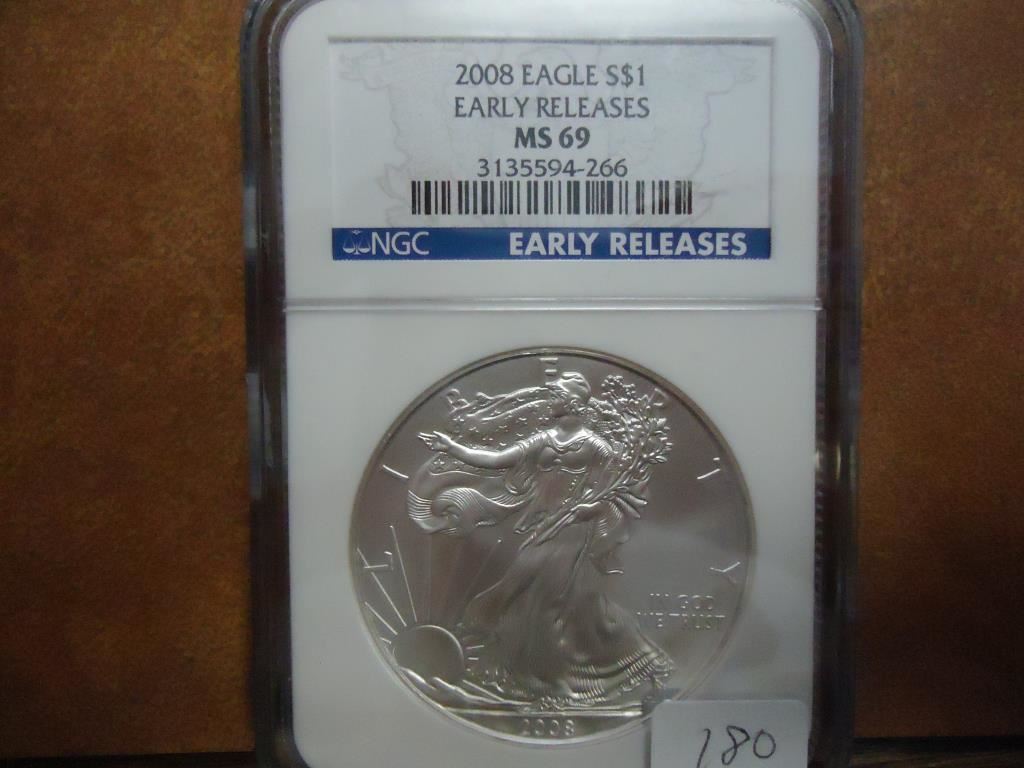 2008 EAGLE S$1
EARLY RELEASES
MS 69
3135594-266
NGC EARLY RELEASES
LIBERTY
IN GOD
WE TRUST
2008
180